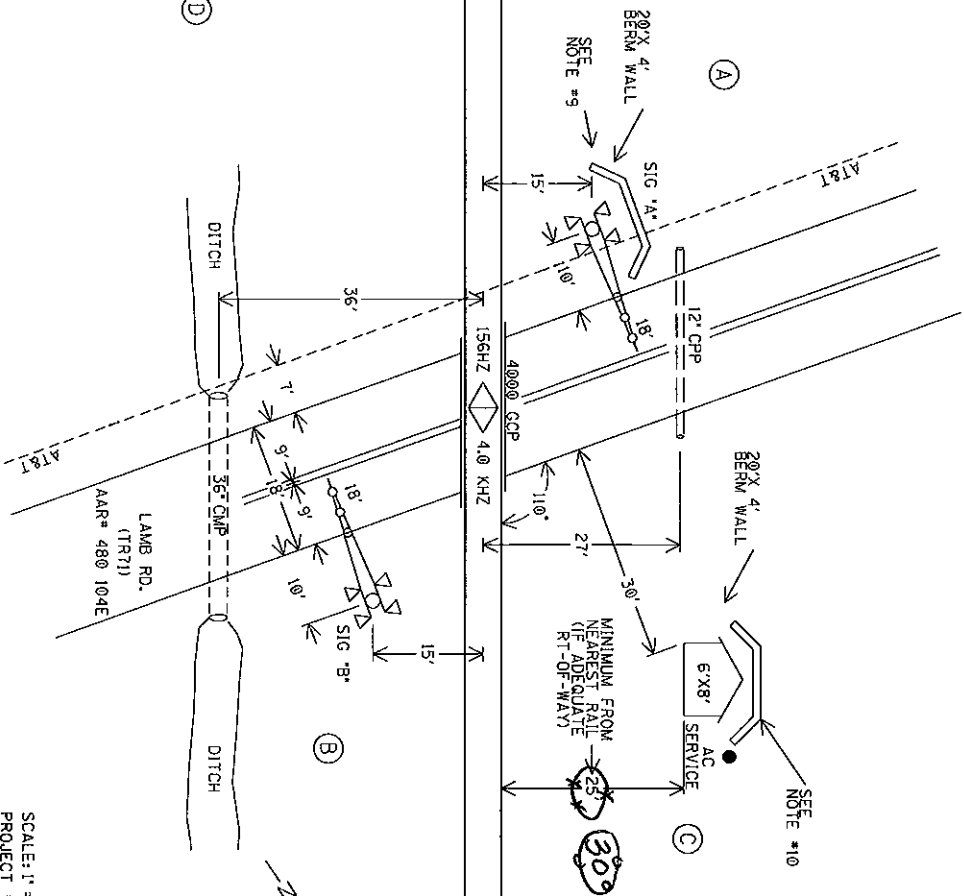 D
20'X 4'
BERM WALL
SEE
NOTE #9
A
SIG "A"
15'
10'
18'
AT&T
12" CPP
DITCH
36'
7'
156HZ
4.0 KHZ
4000 GCP
110°
27'
30'
20'X 4'
BERM WALL
6'X8'
AC
SERVICE
SEE
NOTE #10
MINIMUM FROM
NEAREST RAIL
(IF ADEQUATE
RT-OF-WAY)
25'
30'
C
9'
18'
9'
18'
36" CMP
AT&T
10'
15'
SIG "B"
B
LAMB RD.
(TR71)
AAR# 480 104E
DITCH
SCALE: 1" =
PROJECT